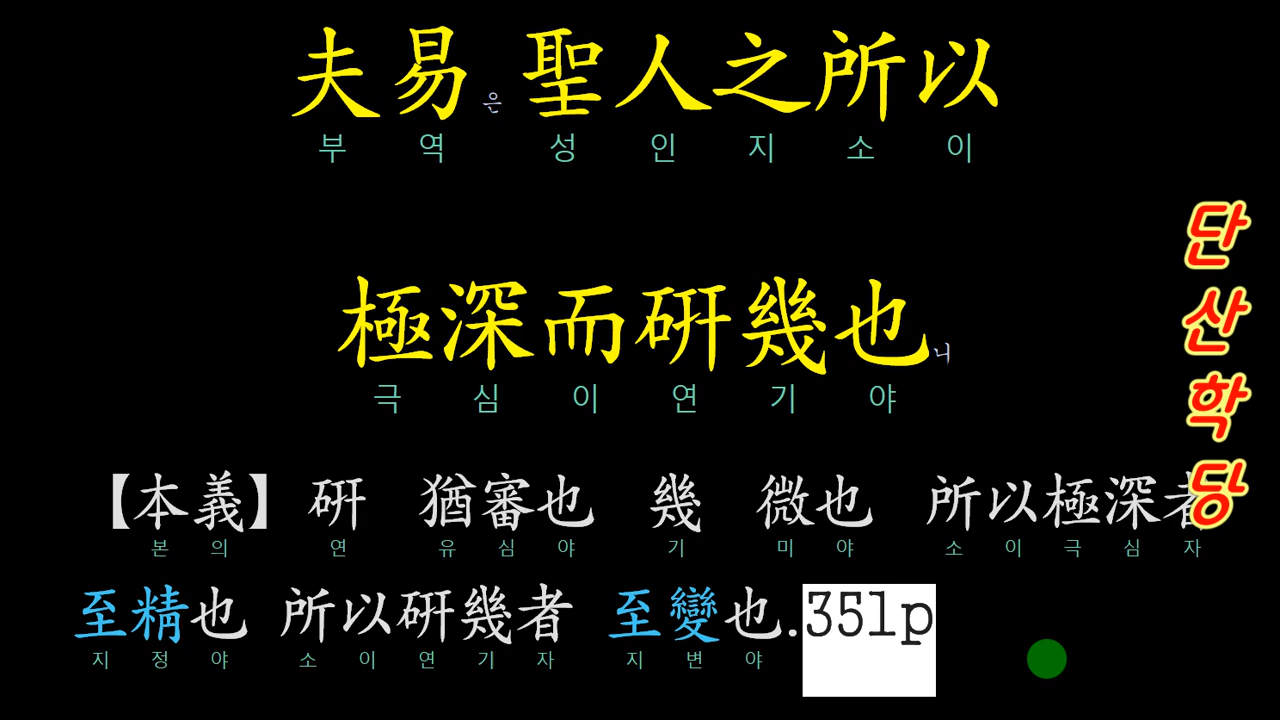 夫易은 聖人之所以
부 역 성 인 지 소 이
極深而硏幾也니
극 심 이 연 기 야
【本義】 硏 猶審也 幾 微也 所以極深者
본 의 연 유 심 야 기 미 야 소 이 극 심 자
至精也 所以硏幾者 至變也.351p
지 정 야 소 이 연 기 자 지 변 야
단
산
학
당